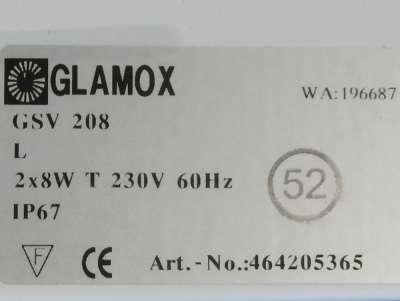 GLAMOX
WA:196687
GSV 208
L
2x8W T 230V 60Hz
52
IP67
F CE Art.-No.:464205365